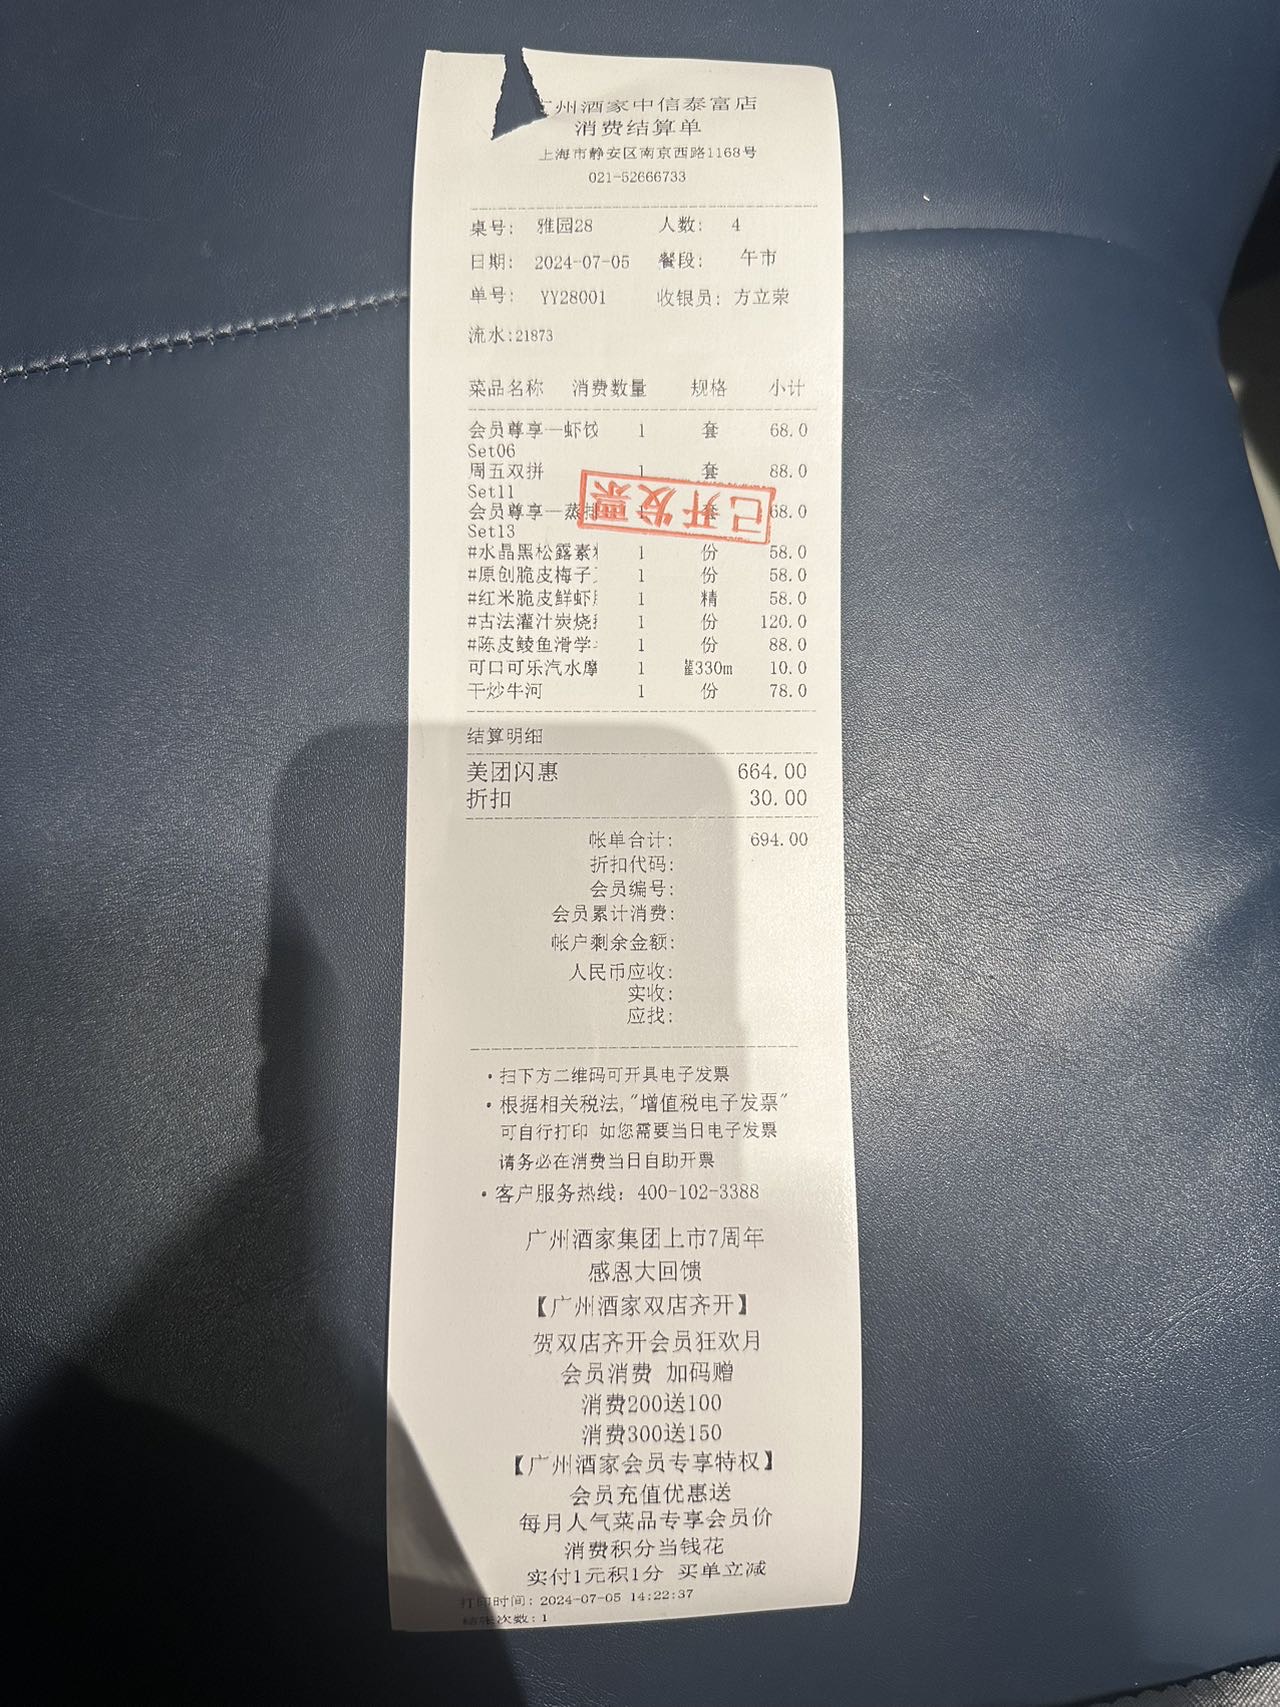 广州酒家中信泰富店
消费结算单
上海市静安区南京西路1168号
021-52666733
桌号: 雅园28 人数: 4
日期: 2024-07-05 餐段: 午市
单号: YY28001 收银员: 方立荣
流水:21873
菜品名称 消费数量 规格 小计
会员尊享—虾饺 1 套 68.0
Set06
周五双拼 1 套 88.0
Set11
已开发票
会员尊享—蒸 1 套 68.0
Set13
#水晶黑松露素 1 份 58.0
#原创脆皮梅子 1 份 58.0
#红米脆皮鲜虾 1 精 58.0
#古法灌汁炭烧 1 份 120.0
#陈皮鲮鱼滑学 1 份 88.0
可口可乐汽水摩 1 330m 10.0
干炒牛河 1 份 78.0
结算明细
美团闪惠 664.00
折扣 30.00
帐单合计: 694.00
折扣代码:
会员编号:
会员累计消费:
帐户剩余金额:
人民币应收:
实收:
应找:
·扫下方二维码可开具电子发票
·根据相关税法,"增值税电子发票"
可自行打印 如您需要当日电子发票
请务必在消费当日自助开票
·客户服务热线: 400-102-3388
广州酒家集团上市7周年
感恩大回馈
【广州酒家双店齐开】
贺双店齐开会员狂欢月
会员消费 加码赠
消费200送100
消费300送150
【广州酒家会员专享特权】
会员充值优惠送
每月人气菜品专享会员价
消费积分当钱花
实付1元积1分 买单立减
打印时间: 2024-07-05 14:22:37
结账次数: 1